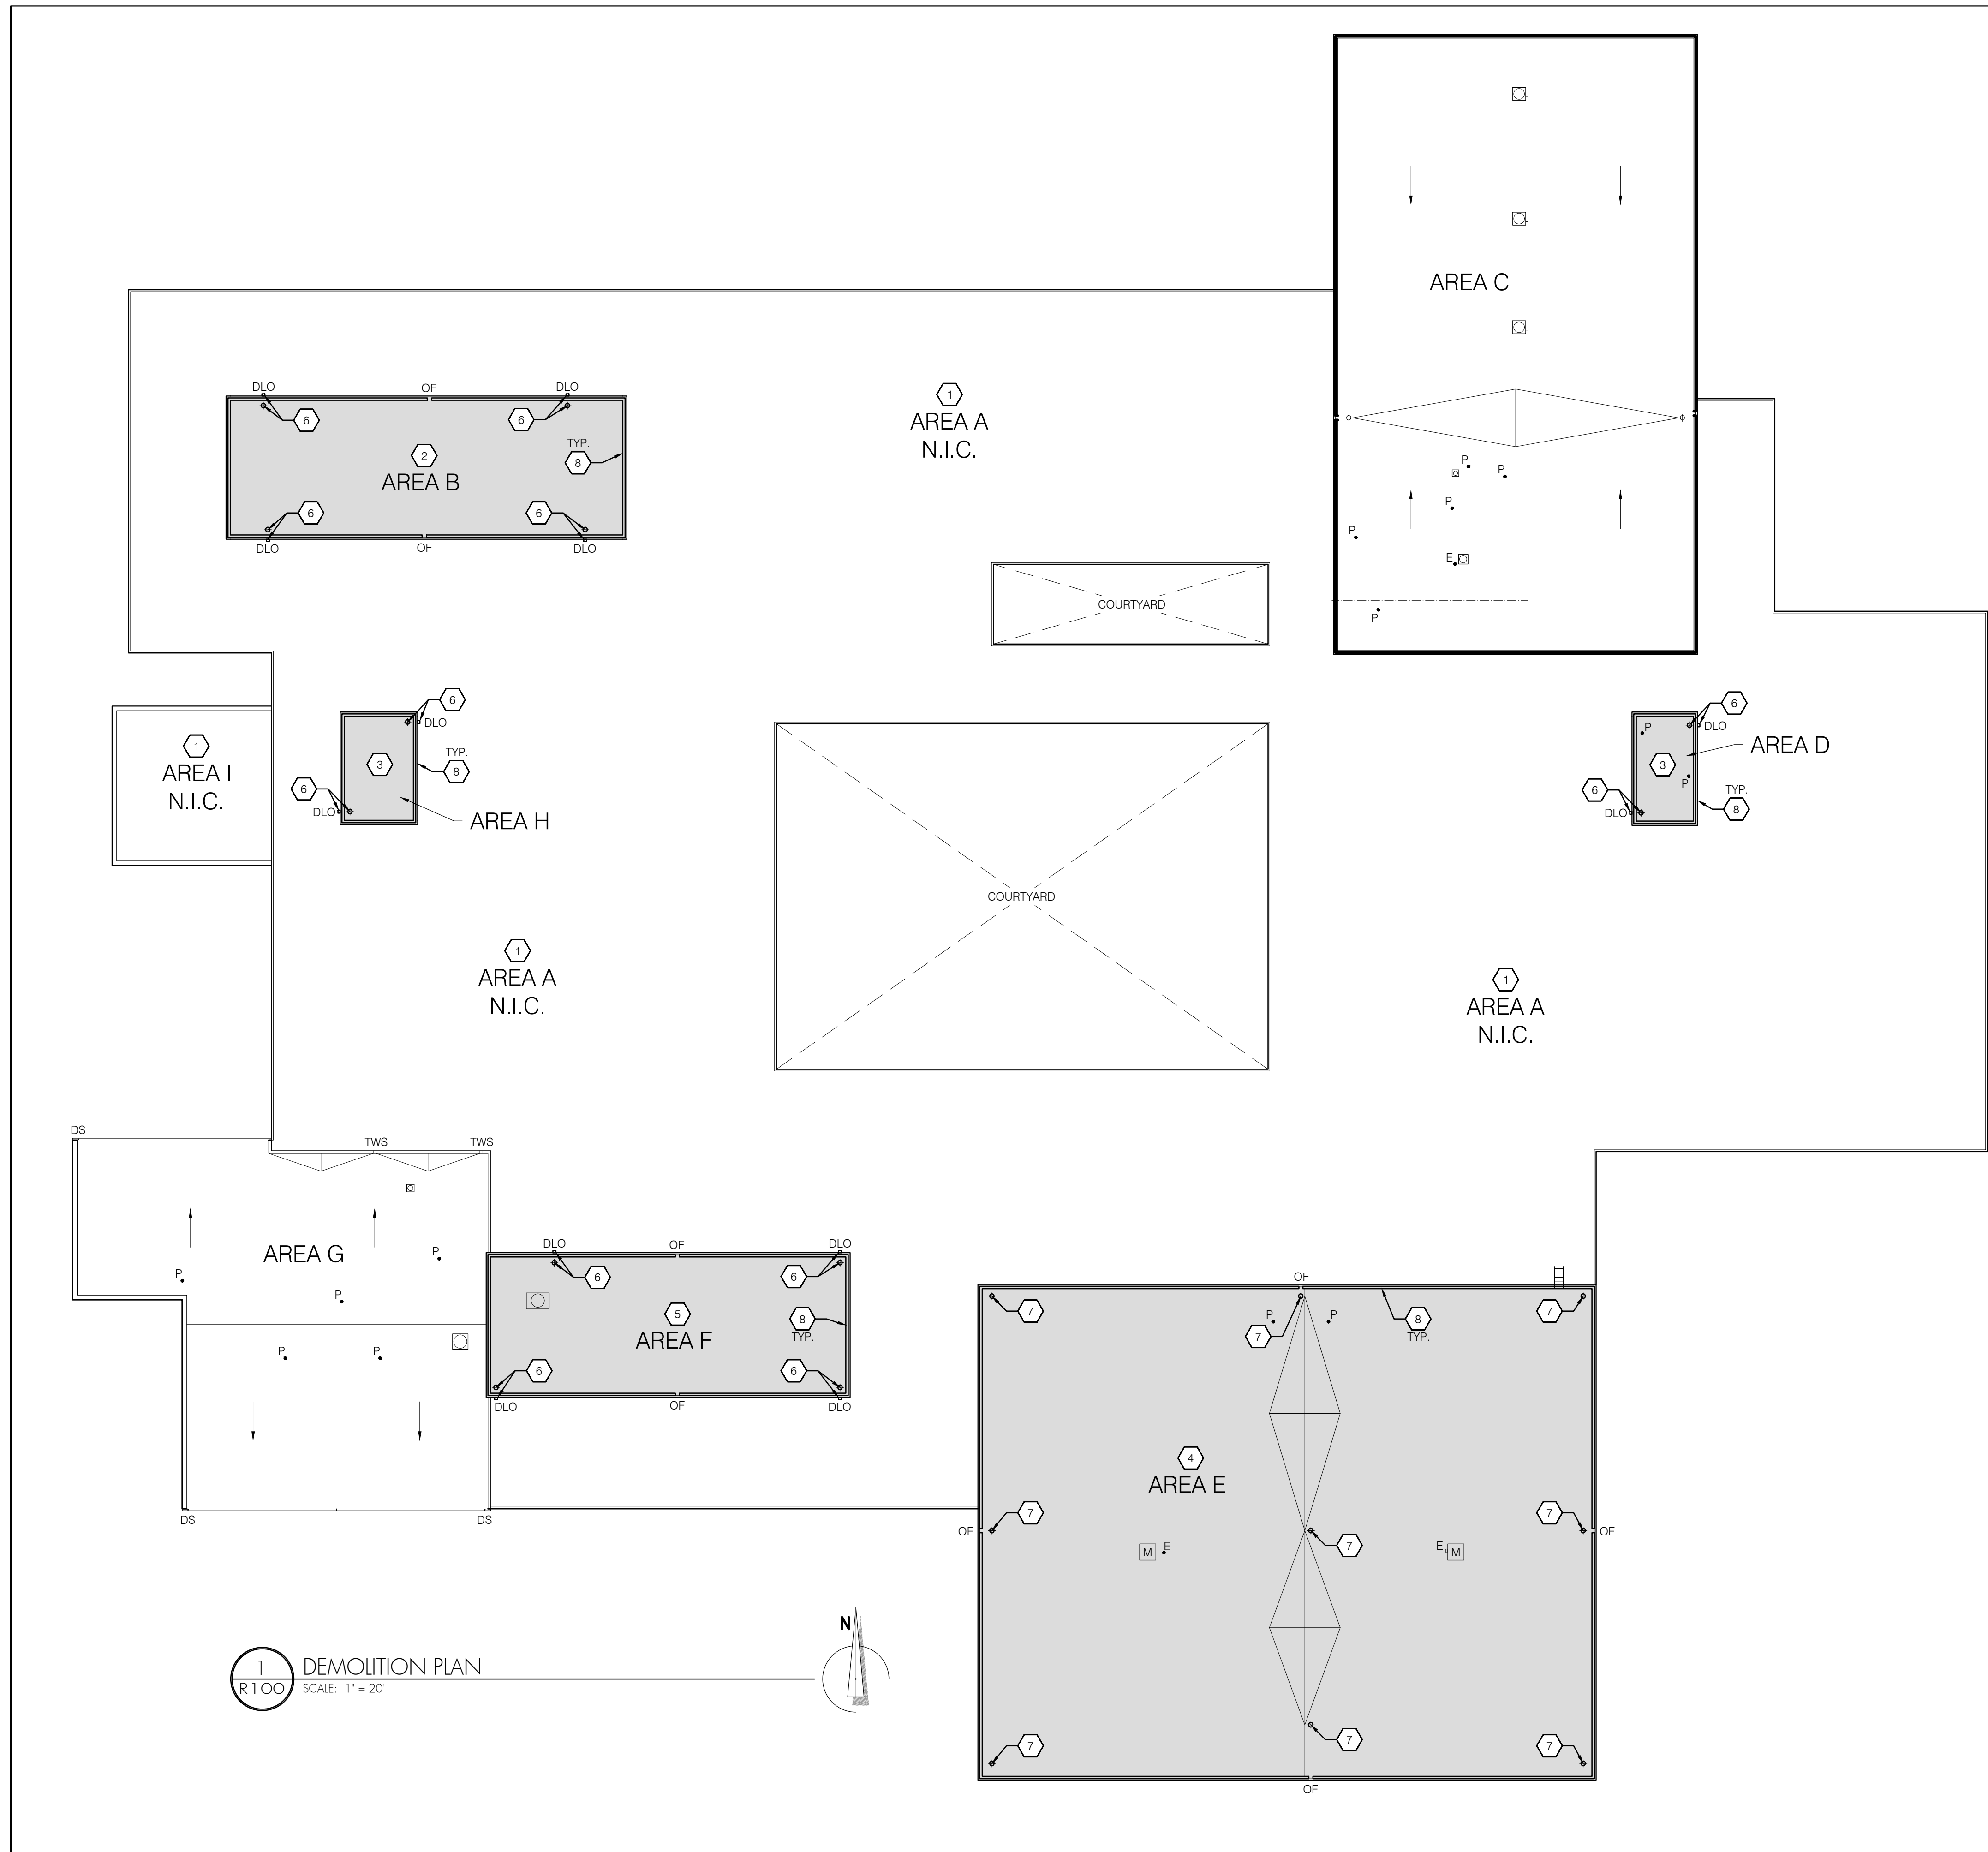 AREA C
DLO
OF
DLO
6
6
TYP.
8
2
AREA B
6
6
DLO
OF
DLO
1
AREA A
N.I.C.
P
P
P
P
E
P
COURTYARD
1
AREA I
N.I.C.
6
DLO
TYP.
8
3
6
DLO
AREA H
COURTYARD
6
DLO
P
AREA D
3
P
TYP.
8
6
DLO
1
AREA A
N.I.C.
1
AREA A
N.I.C.
DS
TWS
TWS
AREA G
P
P
P
P
P
DS
DS
DLO
OF
DLO
6
6
5
AREA F
8
TYP.
6
6
DLO
OF
DLO
OF
7
P
P
7
8
TYP.
7
4
AREA E
7
7
OF
OF
7
M
E
E
M
7
7
7
OF
1
R100
DEMOLITION PLAN
SCALE: 1" = 20'
N